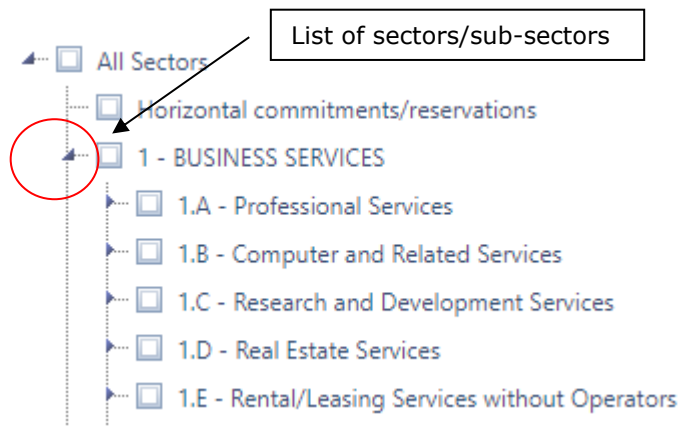 List of sectors/sub-sectors
All Sectors
Horizontal commitments/reservations
1 - BUSINESS SERVICES
1.A - Professional Services
1.B - Computer and Related Services
1.C - Research and Development Services
1.D - Real Estate Services
1.E - Rental/Leasing Services without Operators